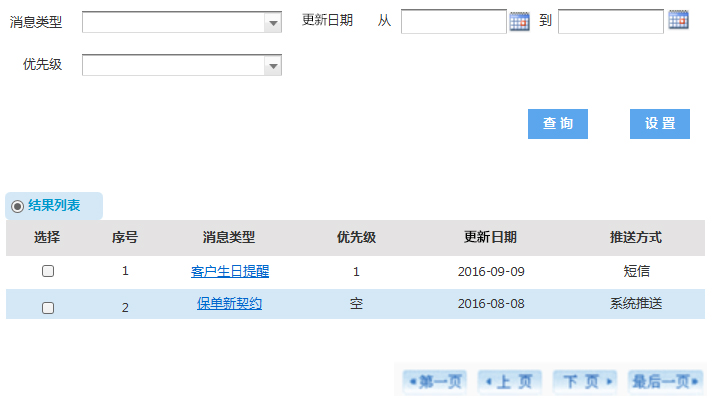 消息类型 更新日期 从 到
优先级
查 询 设 置
结果列表
选择 序号 消息类型 优先级 更新日期 推送方式
1 客户生日提醒 1 2016-09-09 短信
2 保单新契约 空 2016-08-08 系统推送
第一页 上 页 下 页 最后一页